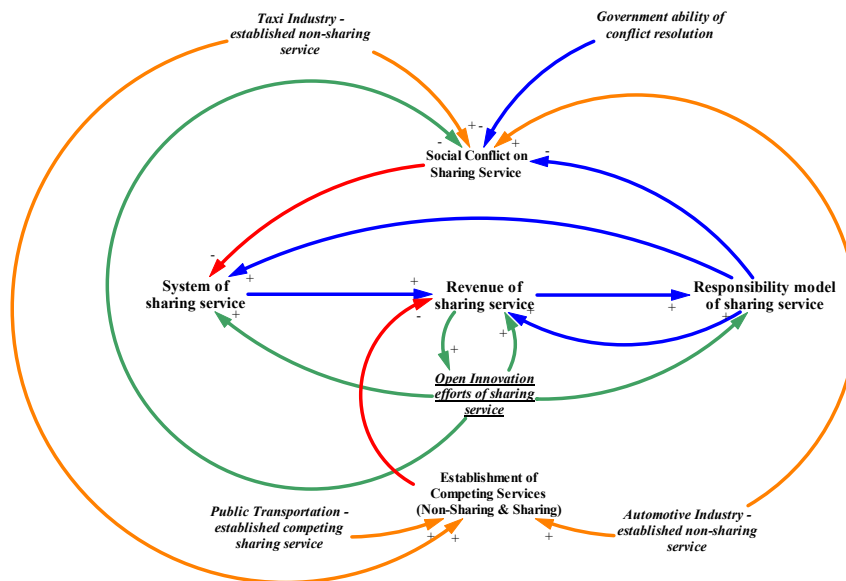 Taxi Industry -
established non-sharing
service
Government ability of
conflict resolution
+ -
- +
-
Social Conflict on
Sharing Service
-
+
System of
sharing service
+
+
Revenue of
sharing service
-
+
+
Responsibility model
of sharing service
+
+
+
+
Open Innovation
efforts of sharing
service
Establishment of
Competing Services
(Non-Sharing & Sharing)
Public Transportation -
established competing
sharing service
+
+
+
Automotive Industry -
established non-sharing
service